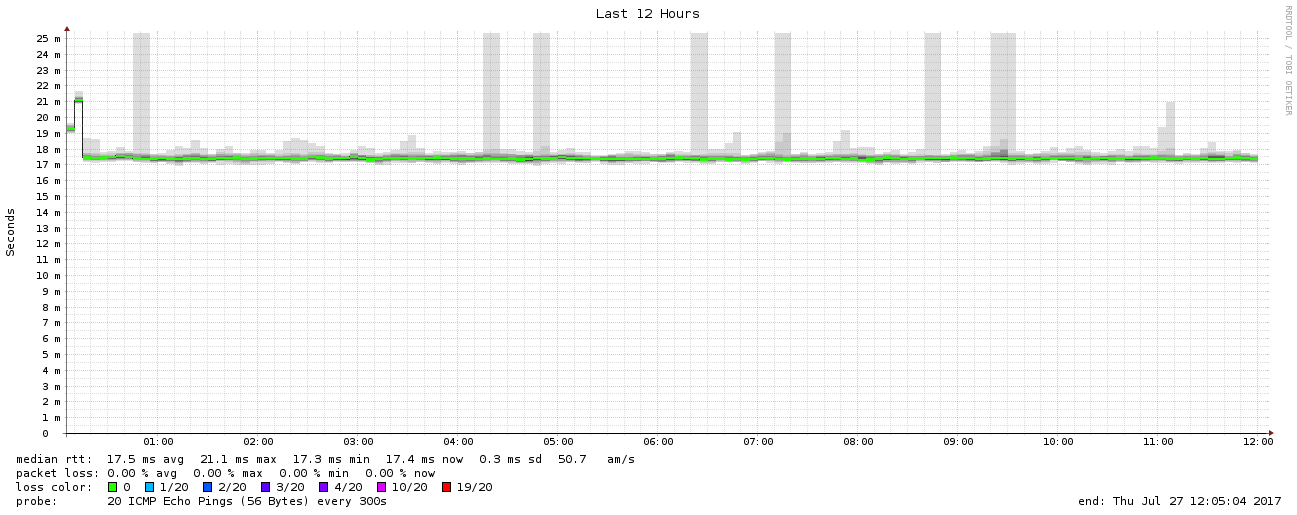 Last 12 Hours
RRDTOOL / TOBI OETIKER
25 m
24 m
23 m
22 m
21 m
20 m
19 m
18 m
17 m
16 m
15 m
14 m
13 m
12 m
11 m
10 m
9 m
8 m
7 m
6 m
5 m
4 m
3 m
2 m
1 m
0
Seconds
01:00 02:00 03:00 04:00 05:00 06:00 07:00 08:00 09:00 10:00 11:00 12:00
median rtt: 17.5 ms avg 21.1 ms max 17.3 ms min 17.4 ms now 0.3 ms sd 50.7 am/s
packet loss: 0.00 % avg 0.00 % max 0.00 % min 0.00 % now
loss color: 0 1/20 2/20 3/20 4/20 10/20 19/20
probe: 20 ICMP Echo Pings (56 Bytes) every 300s end: Thu Jul 27 12:05:04 2017